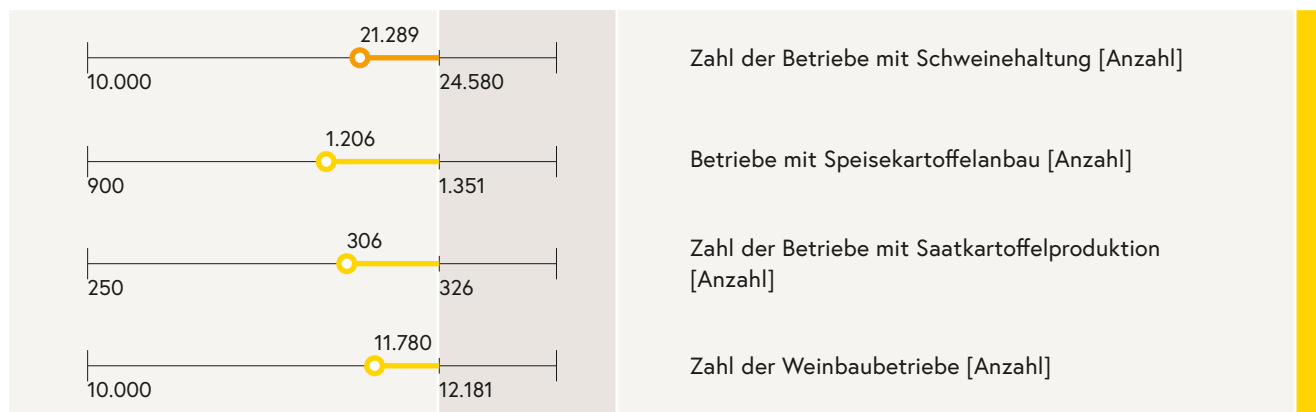 21.289
10.000
24.580
Zahl der Betriebe mit Schweinehaltung [Anzahl]
1.206
900
1.351
Betriebe mit Speisekartoffelanbau [Anzahl]
306
250
326
Zahl der Betriebe mit Saatkartoffelproduktion
[Anzahl]
11.780
10.000
12.181
Zahl der Weinbaubetriebe [Anzahl]